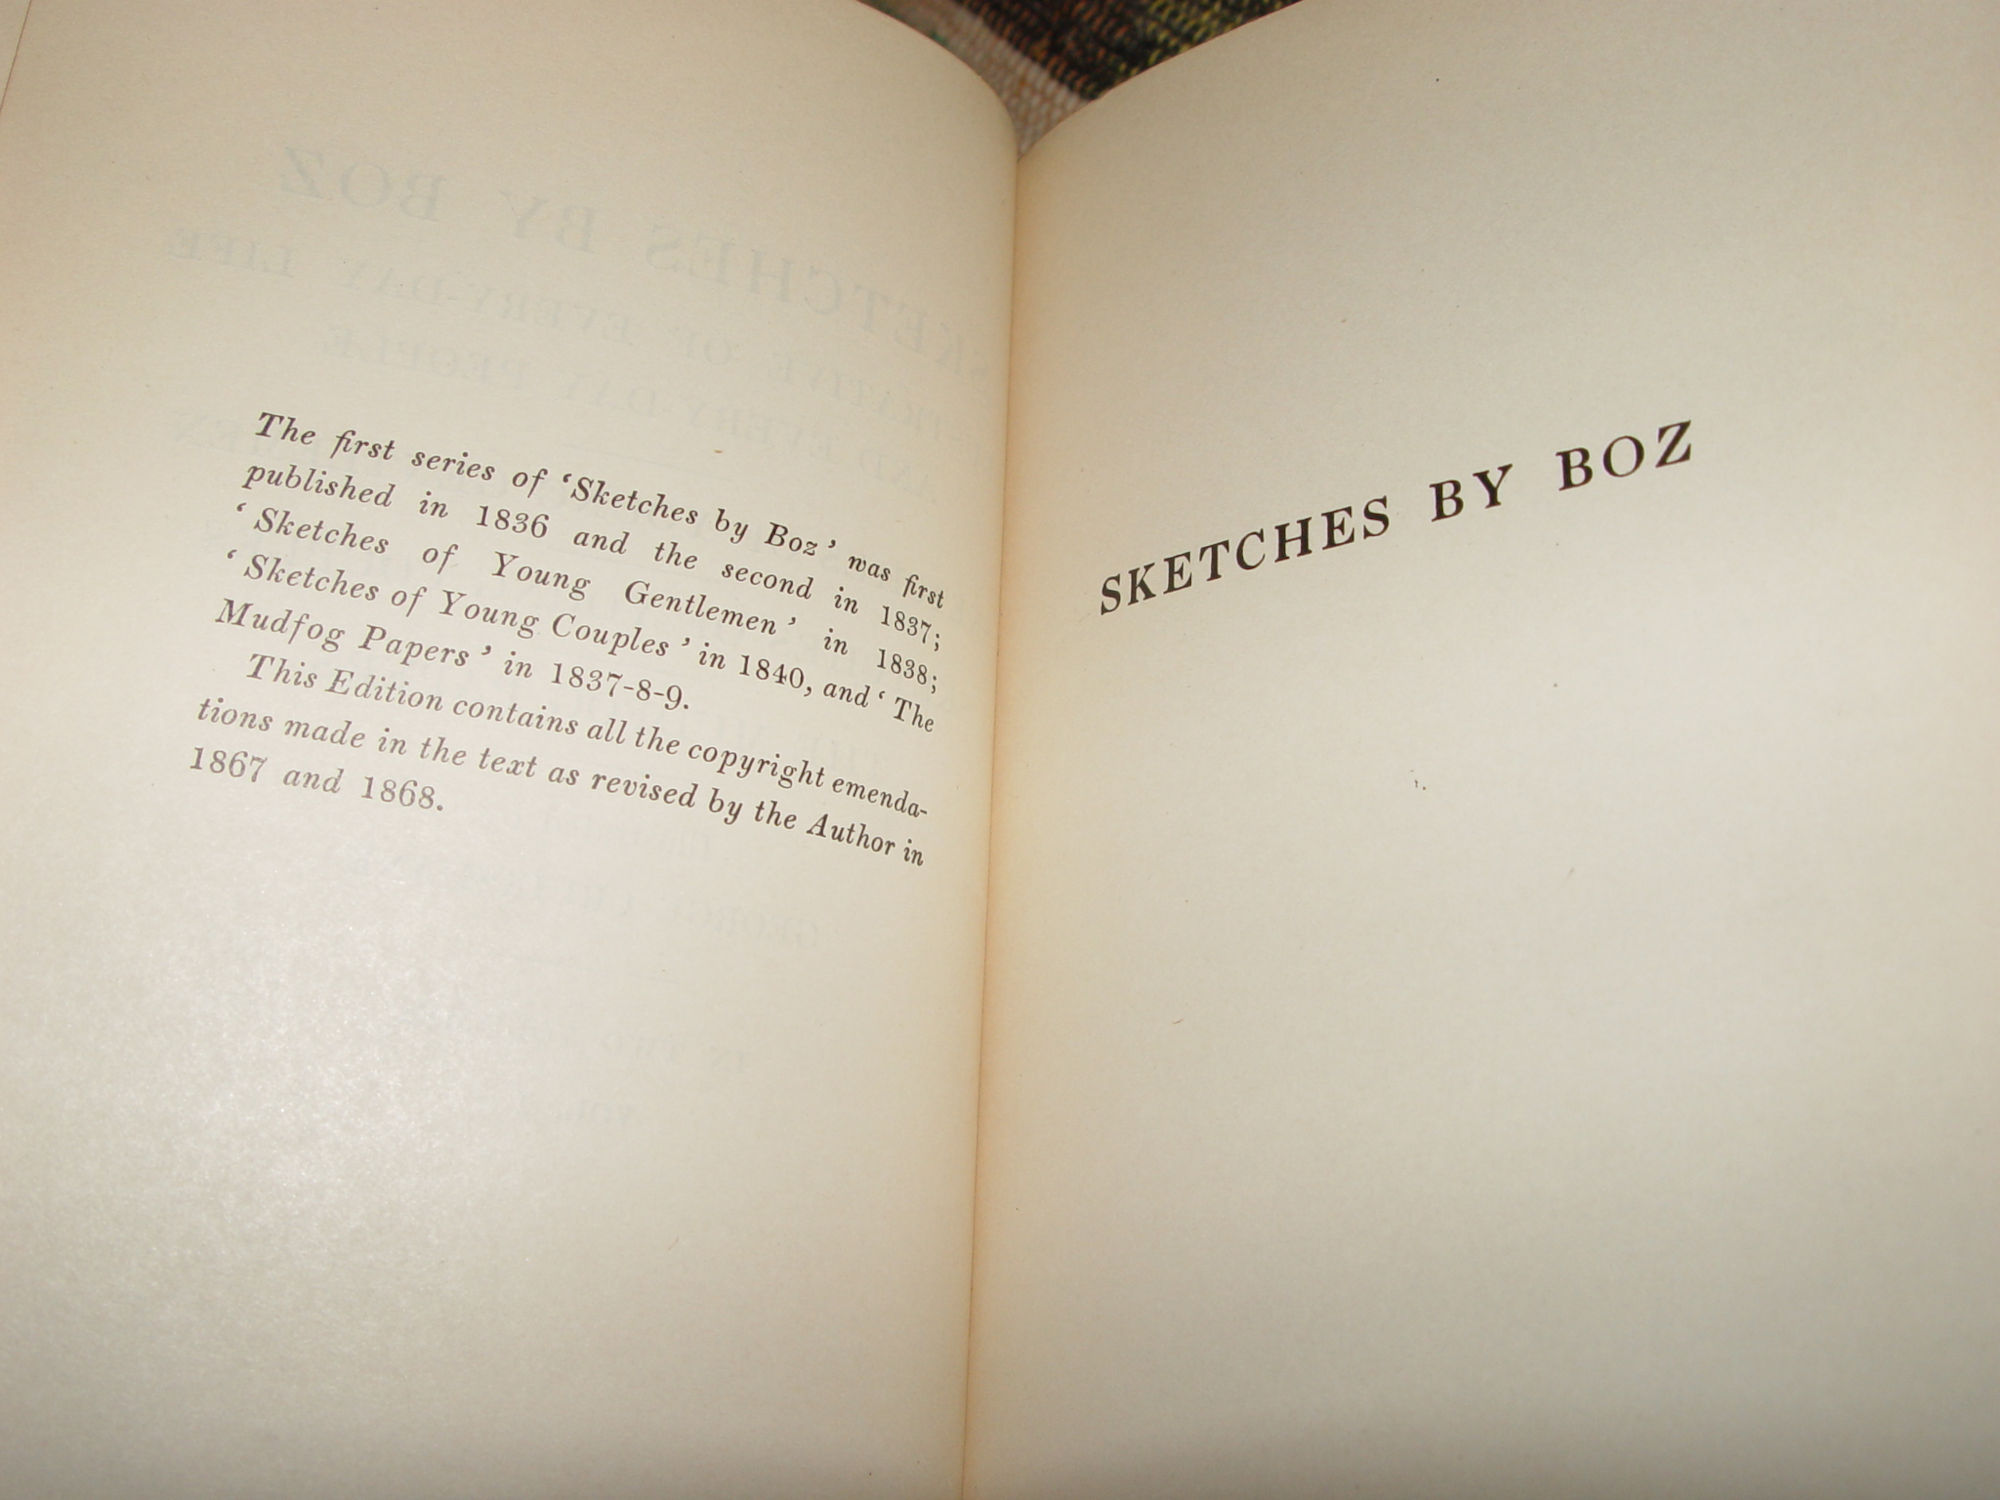 The first series of ‘Sketches by Boz’ was first
published in 1836 and the second in 1837;
‘Sketches of Young Gentlemen’ in 1838;
‘Sketches of Young Couples’ in 1840, and ‘The
Mudfog Papers’ in 1837-8-9.
This Edition contains all the copyright emenda-
tions made in the text as revised by the Author in
1867 and 1868.
SKETCHES BY BOZ